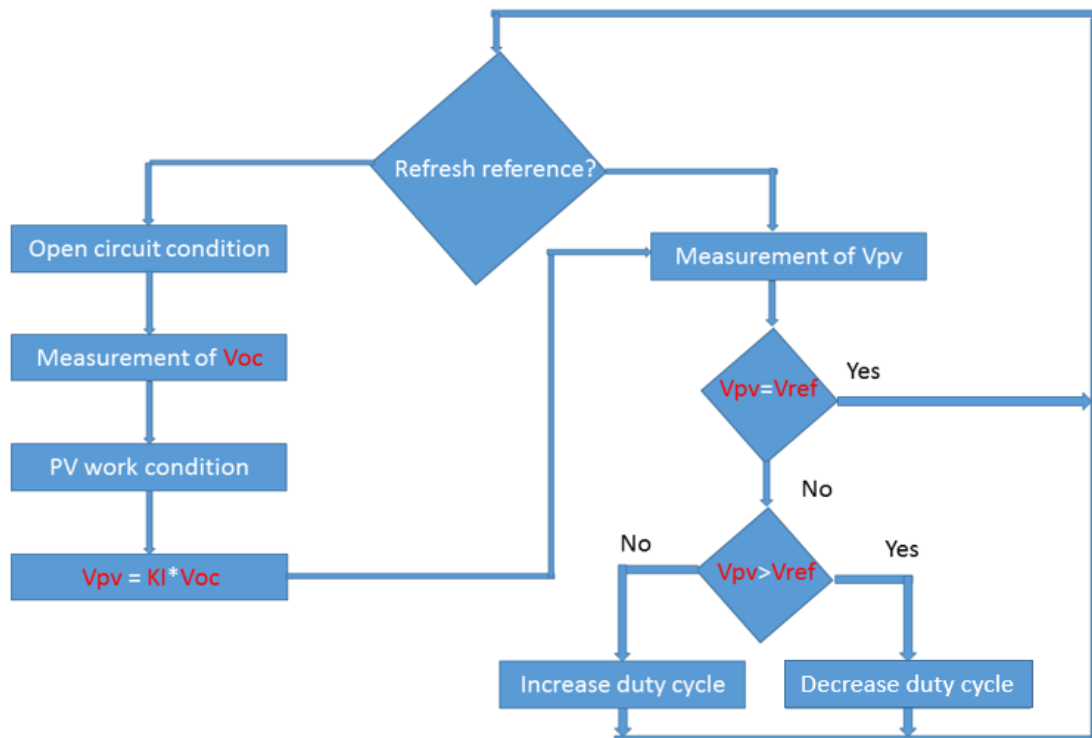 Refresh reference?
Open circuit condition
Measurement of Voc
PV work condition
Vpv = KI*Voc
Measurement of Vpv
Vpv=Vref
Yes
No
Vpv>Vref
No
Yes
Increase duty cycle
Decrease duty cycle